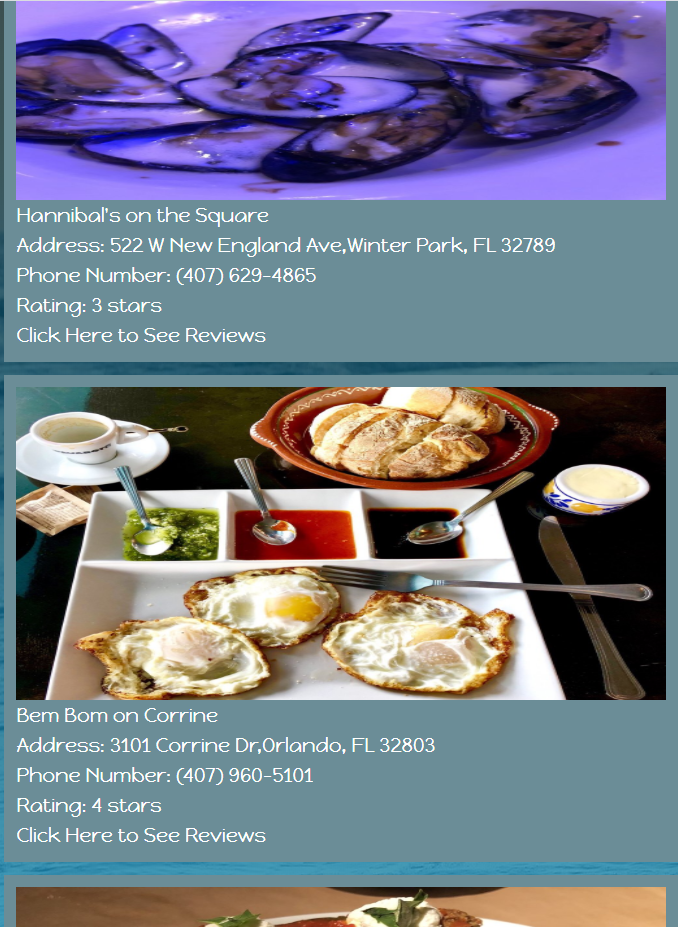 Hannibal's on the Square
Address: 522 W New England Ave,Winter Park, FL 32789
Phone Number: (407) 629-4865
Rating: 3 stars
Click Here to See Reviews
Bem Bom on Corrine
Address: 3101 Corrine Dr,Orlando, FL 32803
Phone Number: (407) 960-5101
Rating: 4 stars
Click Here to See Reviews